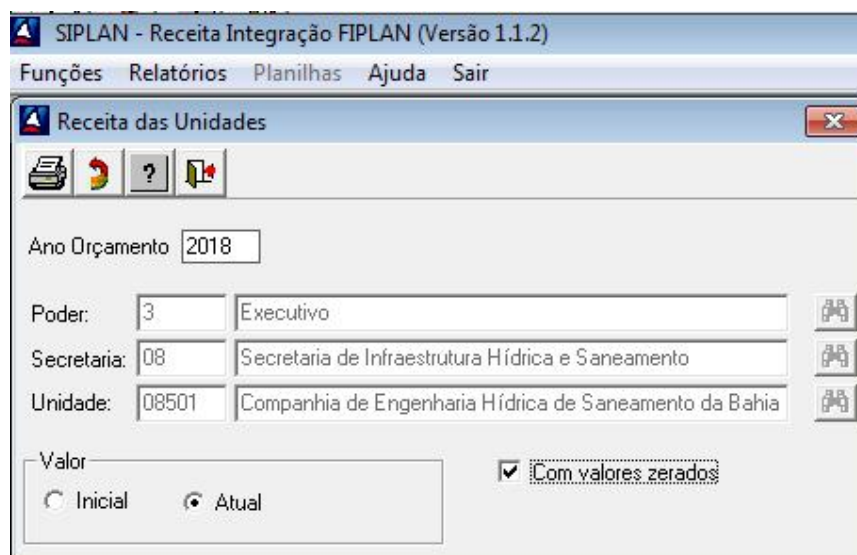 SIPLAN - Receita Integração FIPLAN (Versão 1.1.2)
Funções Relatórios Planilhas Ajuda Sair
Receita das Unidades
?
Ano Orçamento 2018
Poder: 3 Executivo
Secretaria: 08 Secretaria de Infraestrutura Hídrica e Saneamento
Unidade: 08501 Companhia de Engenharia Hídrica de Saneamento da Bahia
Valor
Com valores zerados
Inicial Atual